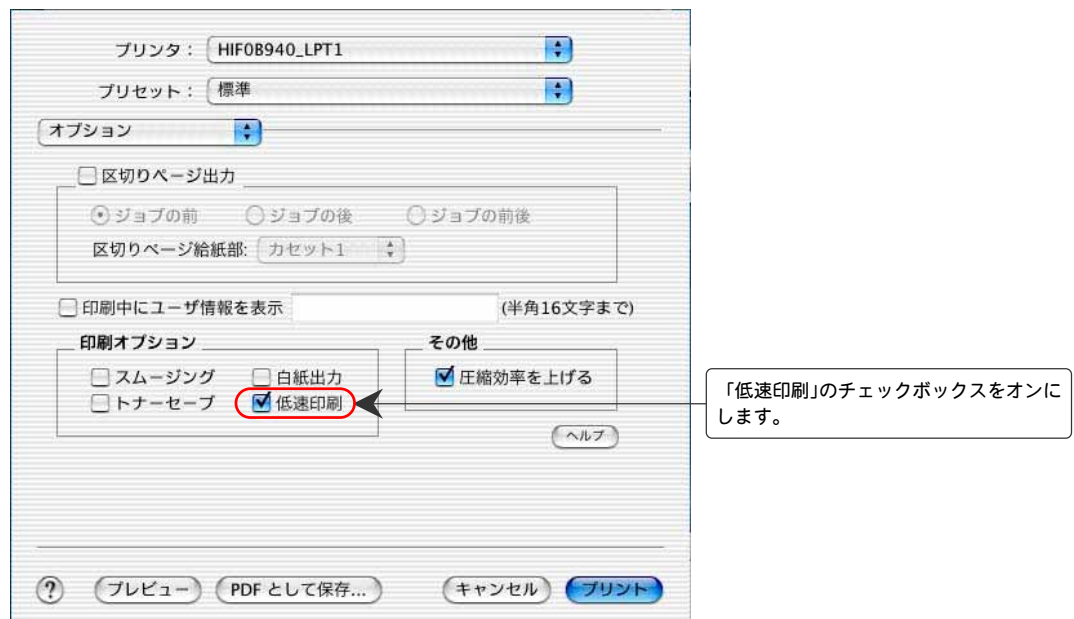 プリンタ： HIF0B940_LPT1
プリセット： 標準
オプション
区切りページ出力
ジョブの前 ジョブの後 ジョブの前後
区切りページ給紙部: カセット1
印刷中にユーザ情報を表示 (半角16文字まで)
印刷オプション その他
スムージング 白紙出力 圧縮効率を上げる
トナーセーブ 低速印刷
「低速印刷」のチェックボックスをオンに
します。
ヘルプ
? プレビュー PDF として保存... キャンセル プリント